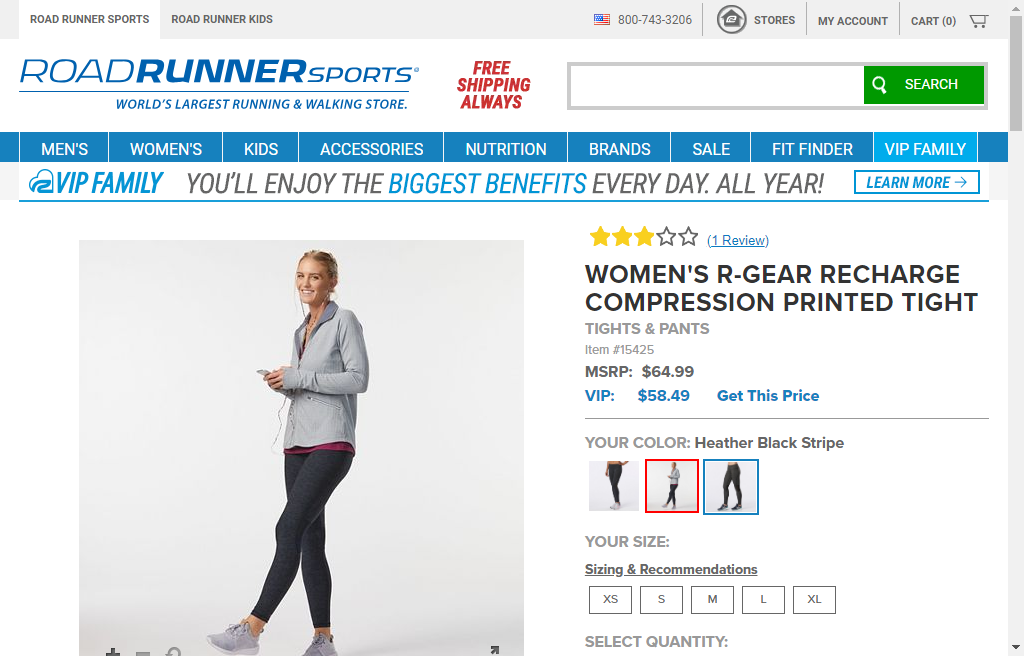 ROAD RUNNER SPORTS
ROAD RUNNER KIDS
800-743-3206
STORES
MY ACCOUNT
CART (0)
ROADRUNNERSPORTS®
WORLD'S LARGEST RUNNING & WALKING STORE.
FREE
SHIPPING
ALWAYS
SEARCH
MEN'S
WOMEN'S
KIDS
ACCESSORIES
NUTRITION
BRANDS
SALE
FIT FINDER
VIP FAMILY
VIP FAMILY
YOU'LL ENJOY THE BIGGEST BENEFITS EVERY DAY. ALL YEAR!
LEARN MORE →
(1 Review)
WOMEN'S R-GEAR RECHARGE
COMPRESSION PRINTED TIGHT
TIGHTS & PANTS
Item #15425
MSRP: $64.99
VIP: $58.49 Get This Price
YOUR COLOR: Heather Black Stripe
YOUR SIZE:
Sizing & Recommendations
XS
S
M
L
XL
SELECT QUANTITY: